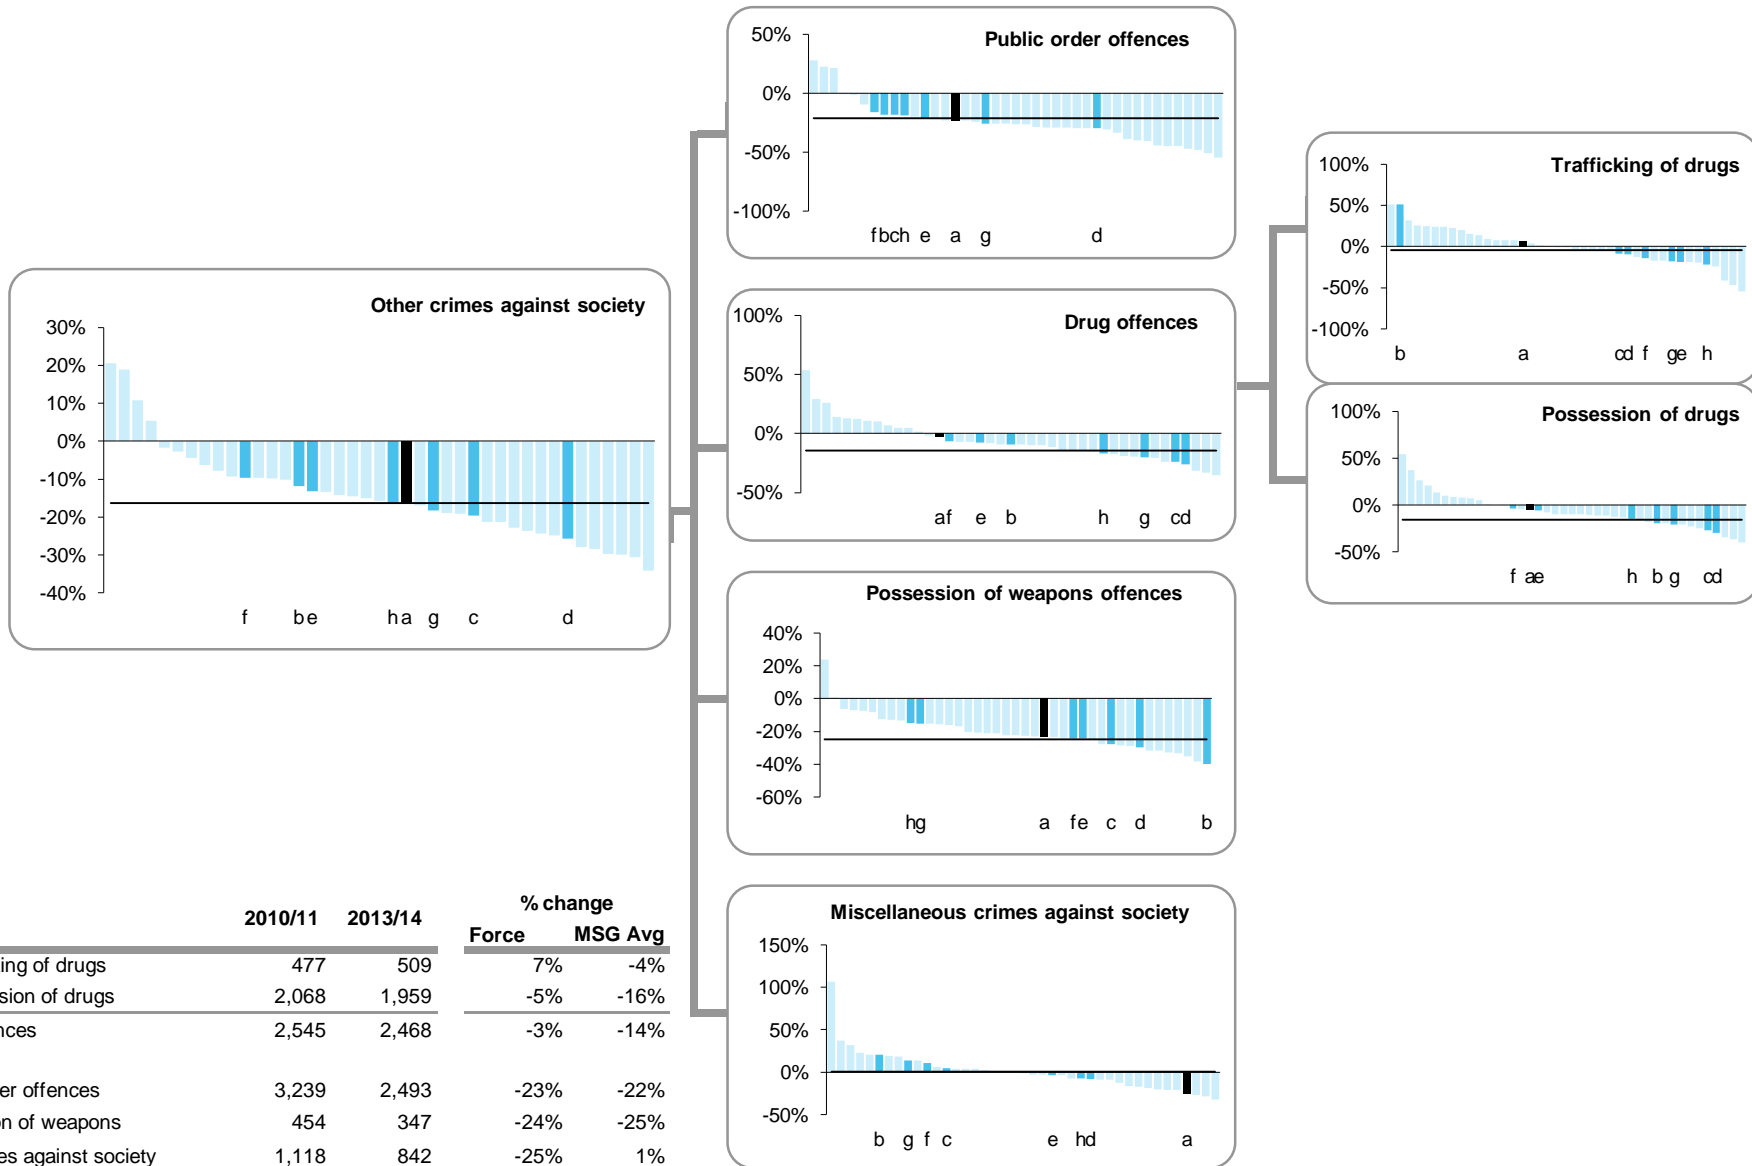 Public order offences
50%
0%
-50%
-100%
fbch e a g d
Trafficking of drugs
100%
50%
0%
-50%
-100%
b a cd f ge h
Other crimes against society
30%
20%
10%
0%
-10%
-20%
-30%
-40%
f be ha g c d
Drug offences
100%
50%
0%
-50%
af e b h g cd
Possession of drugs
100%
50%
0%
-50%
f ae h b g cd
Possession of weapons offences
40%
20%
0%
-20%
-40%
-60%
hg a fe c d b
Miscellaneous crimes against society
150%
100%
50%
0%
-50%
b g f c e hd a
2010/11 2013/14 % change
Force MSG Avg
ing of drugs 477 509 7% -4%
sion of drugs 2,068 1,959 -5% -16%
nces 2,545 2,468 -3% -14%
er offences 3,239 2,493 -23% -22%
on of weapons 454 347 -24% -25%
es against society 1,118 842 -25% 1%